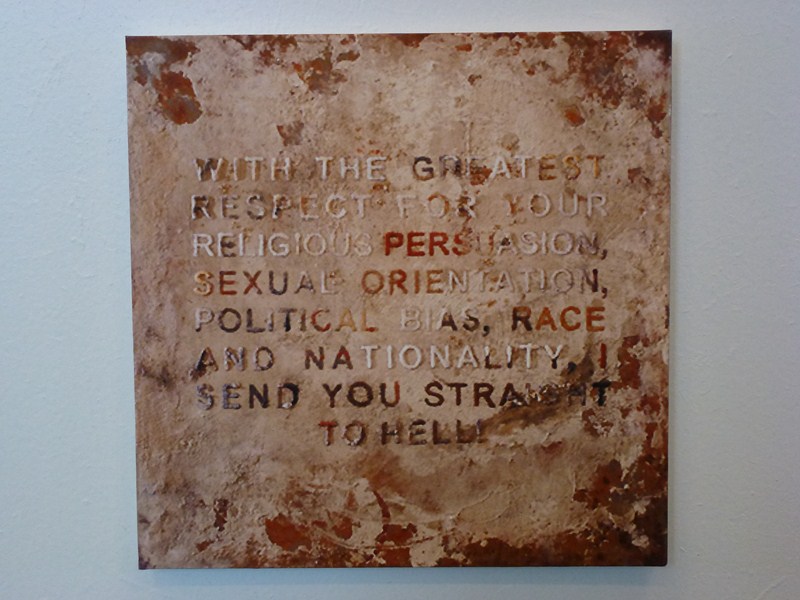 WITH THE GREATEST
RESPECT FOR YOUR
RELIGIOUS PERSUASION,
SEXUAL ORIENTATION,
POLITICAL BIAS, RACE
AND NATIONALITY, I
SEND YOU STRAIGHT
TO HELL!